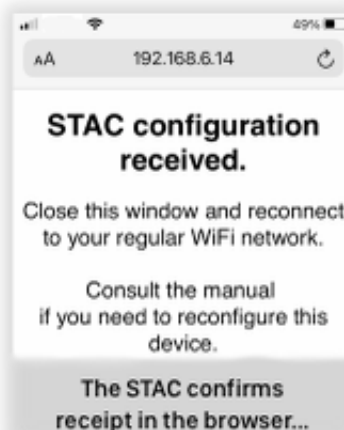 49%
AA 192.168.6.14
STAC configuration
received.
Close this window and reconnect
to your regular WiFi network.
Consult the manual
if you need to reconfigure this
device.
The STAC confirms
receipt in the browser...